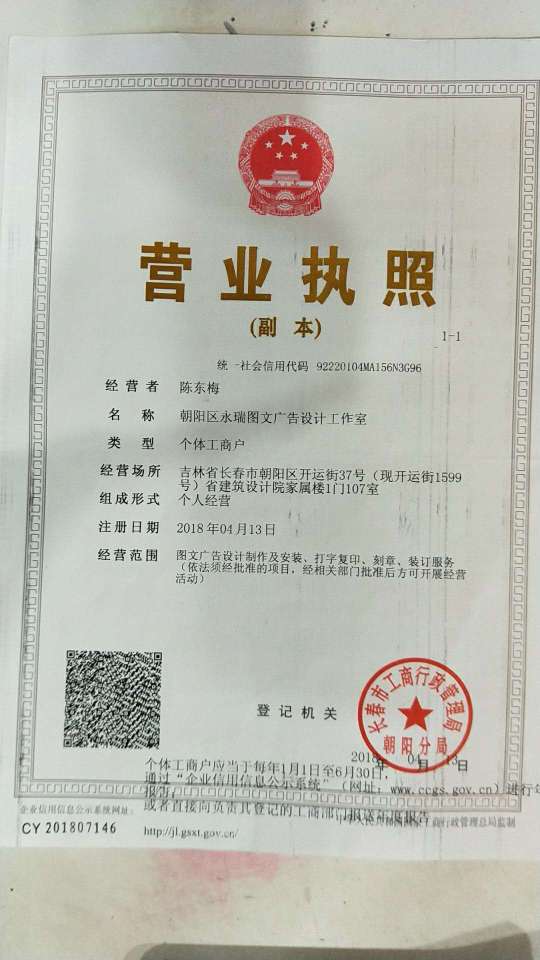 营业执照
(副 本)
1-1
统一社会信用代码 92220104MA156N3G96
经营者 陈东梅
名称 朝阳区永瑞图文广告设计工作室
类型 个体工商户
经营场所 吉林省长春市朝阳区开运街37号（现开运街1599
号）省建筑设计院家属楼1门107室
组成形式 个人经营
注册日期 2018年04月13日
经营范围 图文广告设计制作及安装、打字复印、刻章、装订服务
（依法须经批准的项目，经相关部门批准后方可开展经营
活动）
登记机关
长春市工商行政管理局
朝阳分局
2018年04月13日
个体工商户应当于每年1月1日至6月30日，
通过“企业信用信息公示系统”（网址：www.ccgs.gov.cn）进行年
报告；
或者直接向负责其登记的工商部门报送年度报告
企业信用信息公示系统网址：
CY 201807146
http://jl.gsxt.gov.cn/
工商行政管理总局监制